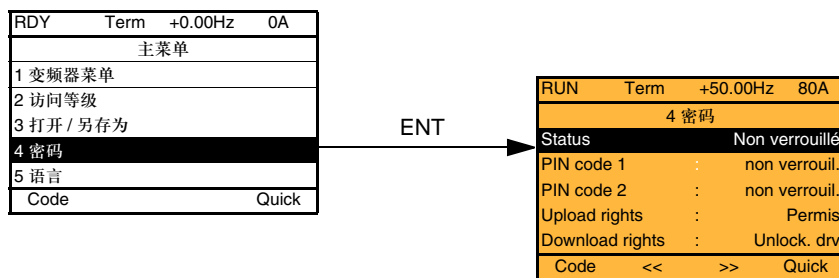 RDY Term +0.00Hz 0A
主菜单
1 变频器菜单
2 访问等级
3 打开 / 另存为
4 密码
5 语言
Code Quick
ENT
RUN Term +50.00Hz 80A
4 密码
Status Non verrouillé
PIN code 1 : non verrouil.
PIN code 2 : non verrouil.
Upload rights : Permis
Download rights : Unlock. drv
Code << >> Quick